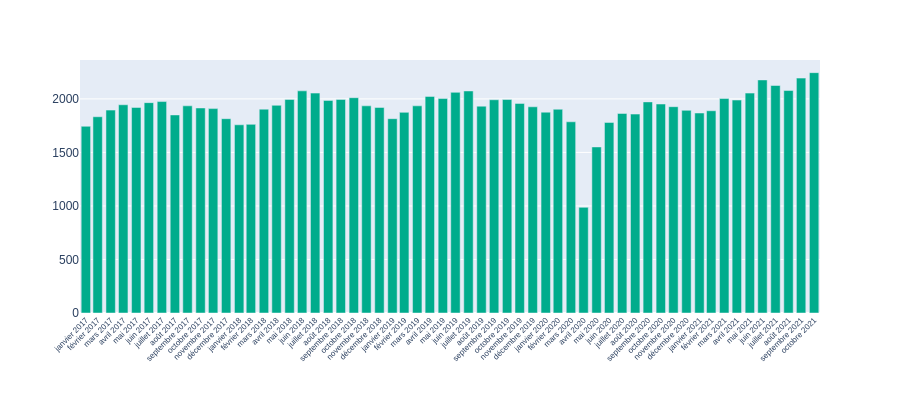 2000
1500
1000
500
0
janvier 2017
février 2017
mars 2017
avril 2017
mai 2017
juin 2017
juillet 2017
août 2017
septembre 2017
octobre 2017
novembre 2017
décembre 2017
janvier 2018
février 2018
mars 2018
avril 2018
mai 2018
juin 2018
juillet 2018
août 2018
septembre 2018
octobre 2018
novembre 2018
décembre 2018
janvier 2019
février 2019
mars 2019
avril 2019
mai 2019
juin 2019
juillet 2019
août 2019
septembre 2019
octobre 2019
novembre 2019
décembre 2019
janvier 2020
février 2020
mars 2020
avril 2020
mai 2020
juin 2020
juillet 2020
août 2020
septembre 2020
octobre 2020
novembre 2020
décembre 2020
janvier 2021
février 2021
mars 2021
avril 2021
mai 2021
juin 2021
juillet 2021
août 2021
septembre 2021
octobre 2021